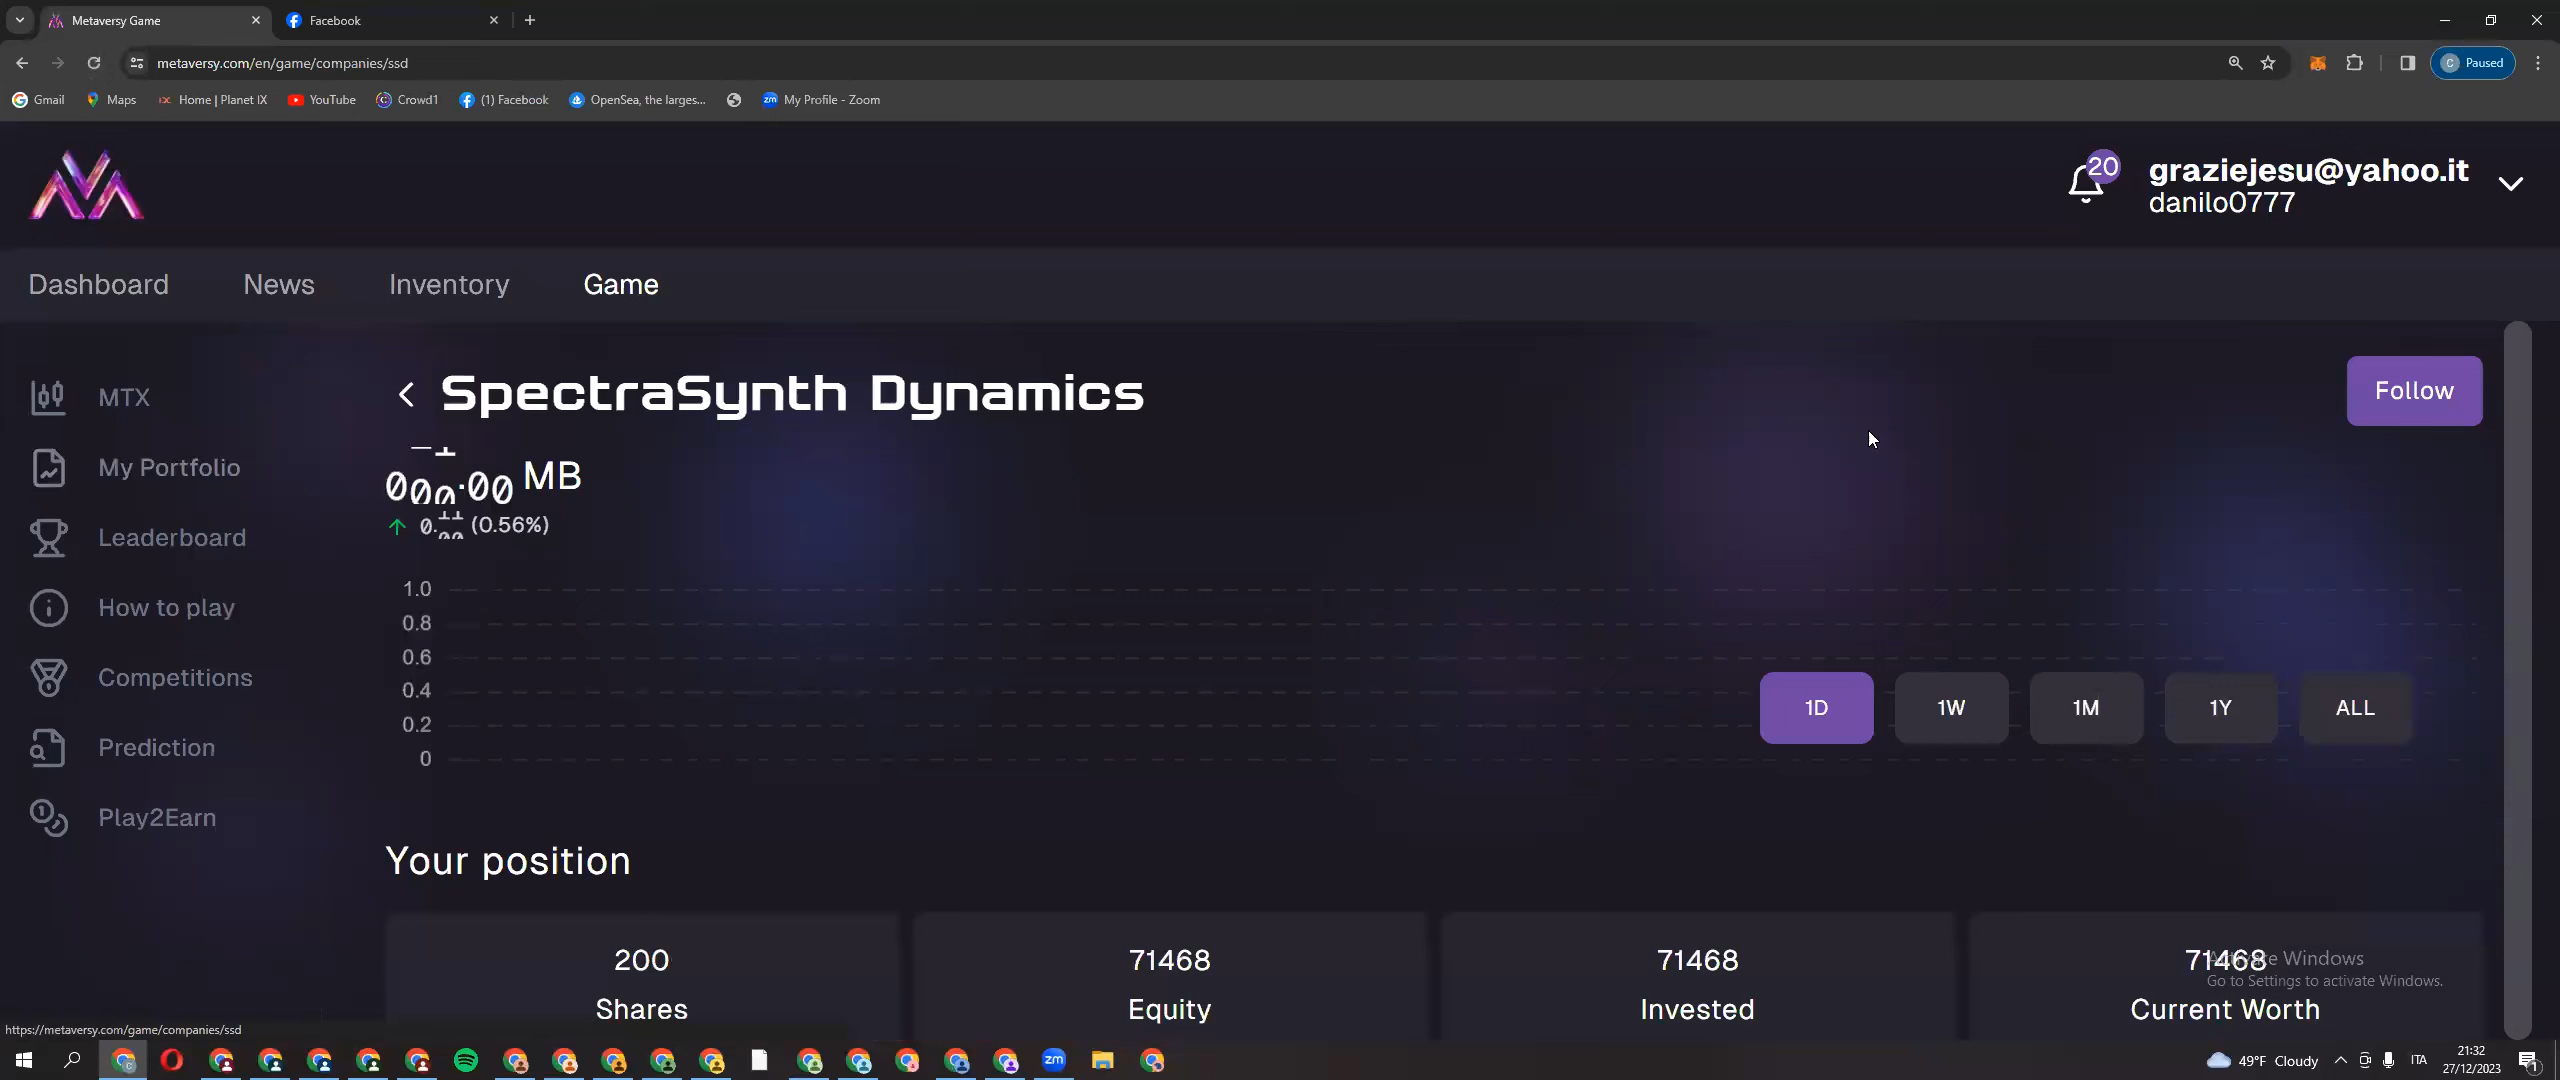 Metaversy Game
Facebook
metaversy.com/en/game/companies/ssd
Paused
Gmail
Maps
Home | Planet IX
YouTube
Crowd1
(1) Facebook
OpenSea, the larges...
My Profile - Zoom
20
graziejesu@yahoo.it
danilo0777
Dashboard
News
Inventory
Game
MTX
My Portfolio
Leaderboard
How to play
Competitions
Prediction
Play2Earn
SpectraSynth Dynamics
Follow
MB
(0.56%)
1.0
0.8
0.6
0.4
0.2
0
1D
1W
1M
1Y
ALL
Your position
200
Shares
71468
Equity
71468
Invested
71468
Current Worth
Activate Windows
Go to Settings to activate Windows.
https://metaversy.com/game/companies/ssd
49°F Cloudy
ITA
21:32
27/12/2023